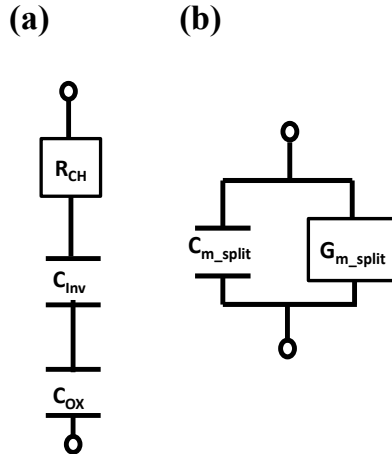 (a)
R_CH
C_Inv
C_OX
(b)
C_m_split
G_m_split